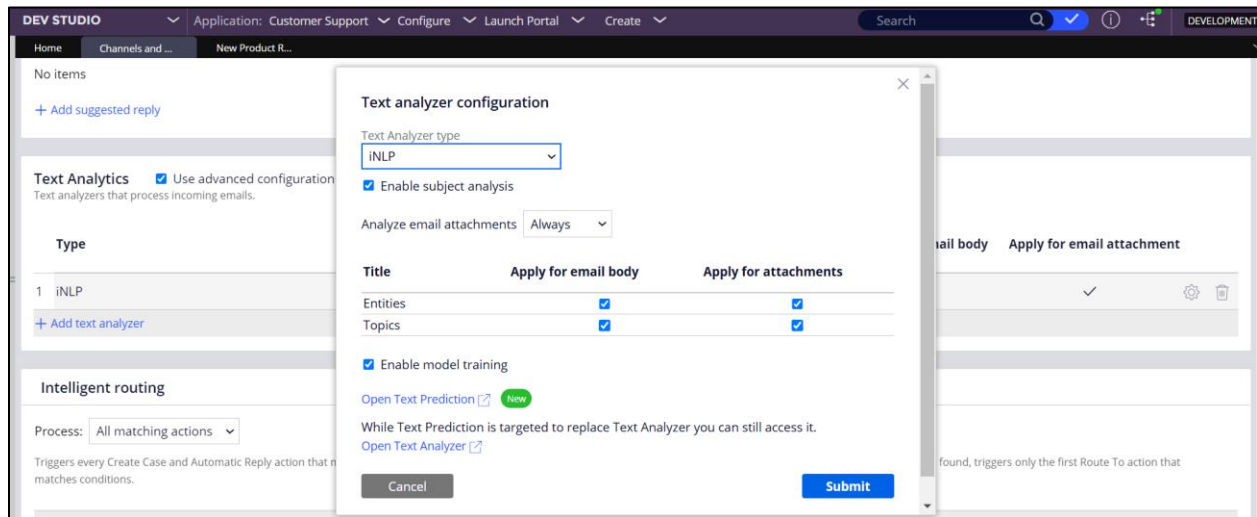 DEV STUDIO Application: Customer Support Configure Launch Portal Create Search DEVELOPMENT
Home Channels and ... New Product R...
No items
+ Add suggested reply
Text analyzer configuration
Text Analyzer type
iNLP
Enable subject analysis
Analyze email attachments Always
Title Apply for email body Apply for attachments
Entities
Topics
Enable model training
Open Text Prediction New
While Text Prediction is targeted to replace Text Analyzer you can still access it.
Open Text Analyzer
Cancel Submit
Text Analytics Use advanced configuration
Text analyzers that process incoming emails.
Type body Apply for email attachment
1 iNLP
+ Add text analyzer
Intelligent routing
Process: All matching actions
Triggers every Create Case and Automatic Reply action that found, triggers only the first Route To action that
matches conditions.